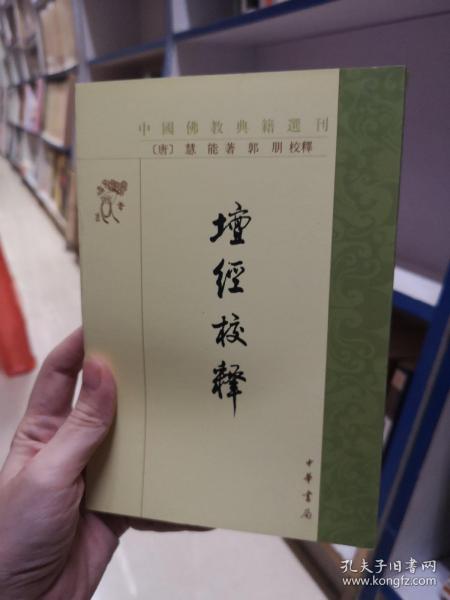 中國佛教典籍選刊
〔唐〕 慧能著 郭朋校釋
壇經校釋
中華書局
孔夫子旧书网
www.kongfz.com